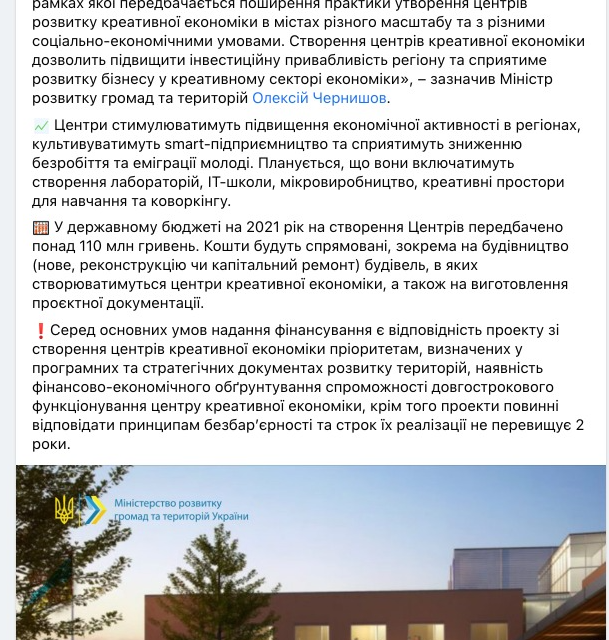 рамках якої передбачається поширення практики утворення центрів
розвитку креативної економіки в містах різного масштабу та з різними
соціально-економічними умовами. Створення центрів креативної економіки
дозволить підвищити інвестиційну привабливість регіону та сприятиме
розвитку бізнесу у креативному секторі економіки», – зазначив Міністр
розвитку громад та територій Олексій Чернишов.
📈 Центри стимулюватимуть підвищення економічної активності в регіонах,
культивуватимуть smart-підприємництво та сприятимуть зниженню
безробіття та еміграції молоді. Планується, що вони включатимуть
створення лабораторій, ІТ-школи, мікровиробництво, креативні простори
для навчання та коворкінгу.
🧮 У державному бюджеті на 2021 рік на створення Центрів передбачено
понад 110 млн гривень. Кошти будуть спрямовані, зокрема на будівництво
(нове, реконструкцію чи капітальний ремонт) будівель, в яких
створюватимуться центри креативної економіки, а також на виготовлення
проєктної документації.
❗Серед основних умов надання фінансування є відповідність проекту зі
створення центрів креативної економіки пріоритетам, визначених у
програмних та стратегічних документах розвитку територій, наявність
фінансово-економічного обґрунтування спроможності довгострокового
функціонування центру креативної економіки, крім того проекти повинні
відповідати принципам безбар’єрності та строк їх реалізації не перевищує 2
роки.
Міністерство розвитку
громад та територій України